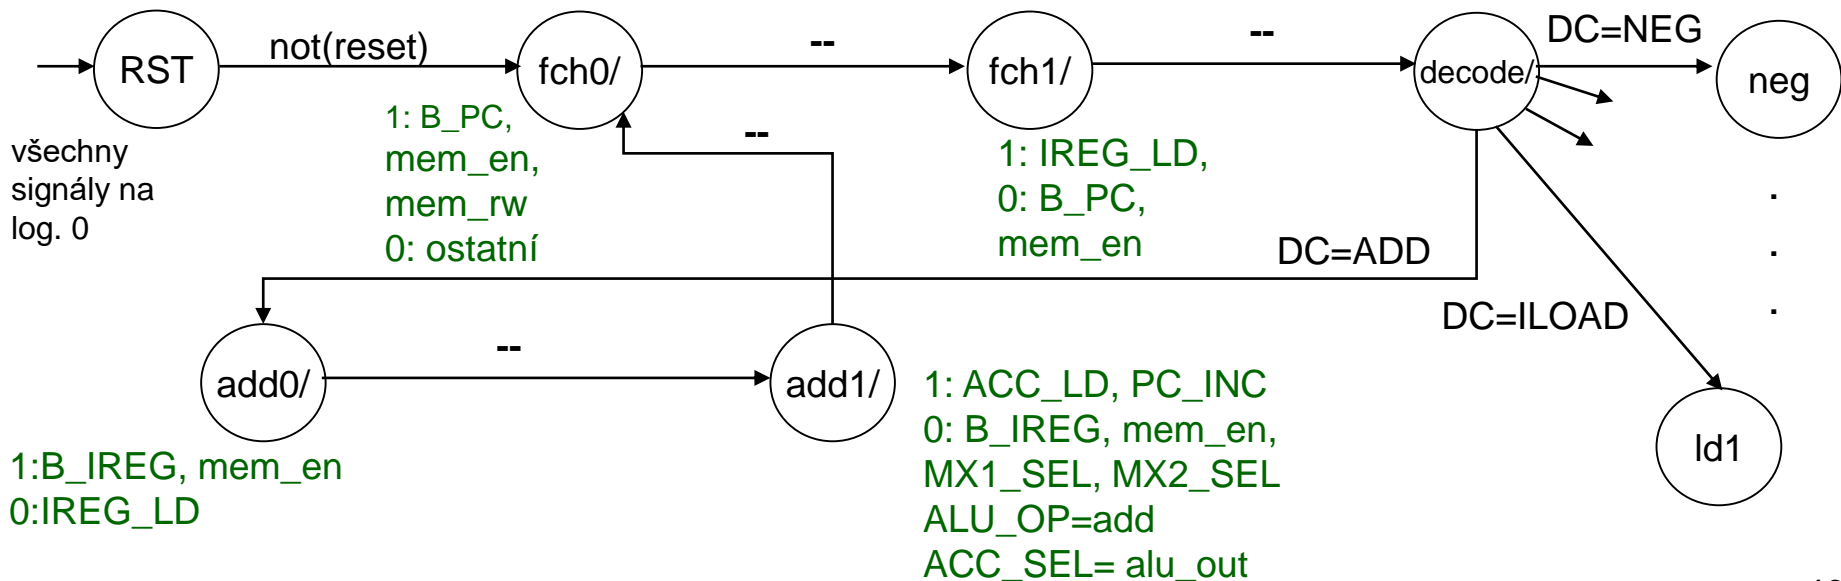 RST
not(reset)
fch0/
--
fch1/
--
decode/
DC=NEG
neg
všechny
signály na
log. 0
1: B_PC,
mem_en,
mem_rw
0: ostatní
--
1: IREG_LD,
0: B_PC,
mem_en
DC=ADD
.
.
.
DC=ILOAD
add0/
--
add1/
ld1
1:B_IREG, mem_en
0:IREG_LD
1: ACC_LD, PC_INC
0: B_IREG, mem_en,
MX1_SEL, MX2_SEL
ALU_OP=add
ACC_SEL= alu_out